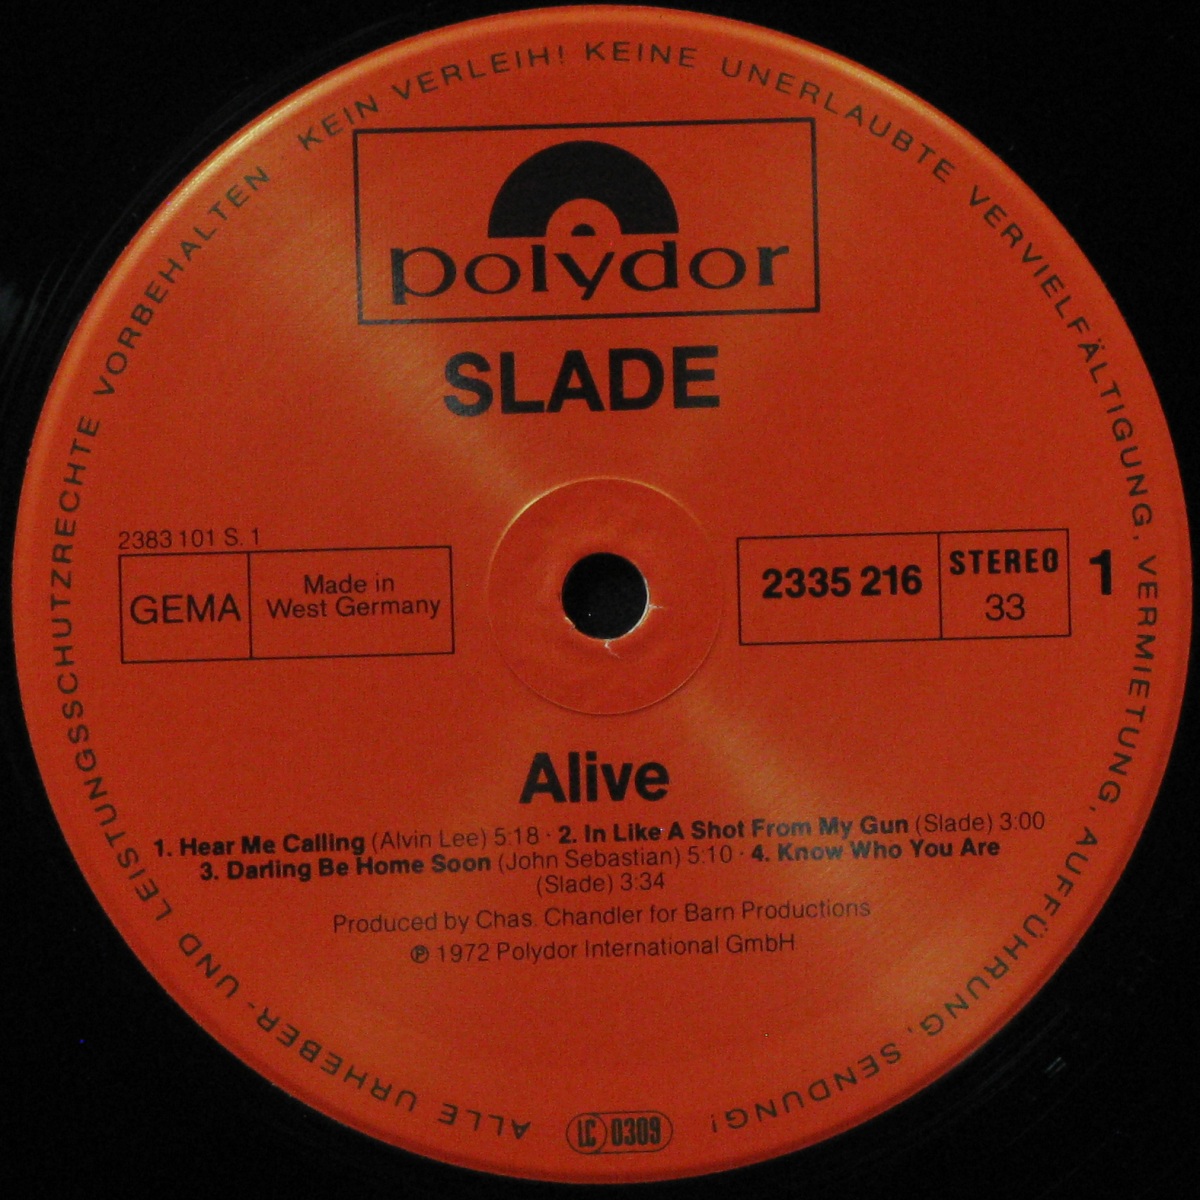 ALLE URHEBER- UND LEISTUNGSSCHUTZRECHTE VORBEHALTEN KEIN VERLEIH! KEINE UNERLAUBTE VERVIELFÄLTIGUNG, VERMIETUNG, AUFFÜHRUNG, SENDUNG!
polydor
SLADE
2383 101 S. 1
GEMA
Made in
West Germany
2335 216
STEREO
33
1
Alive
1. Hear Me Calling (Alvin Lee) 5:18 · 2. In Like A Shot From My Gun (Slade) 3:00
3. Darling Be Home Soon (John Sebastian) 5:10 · 4. Know Who You Are
(Slade) 3:34
Produced by Chas. Chandler for Barn Productions
℗ 1972 Polydor International GmbH
LC 0309